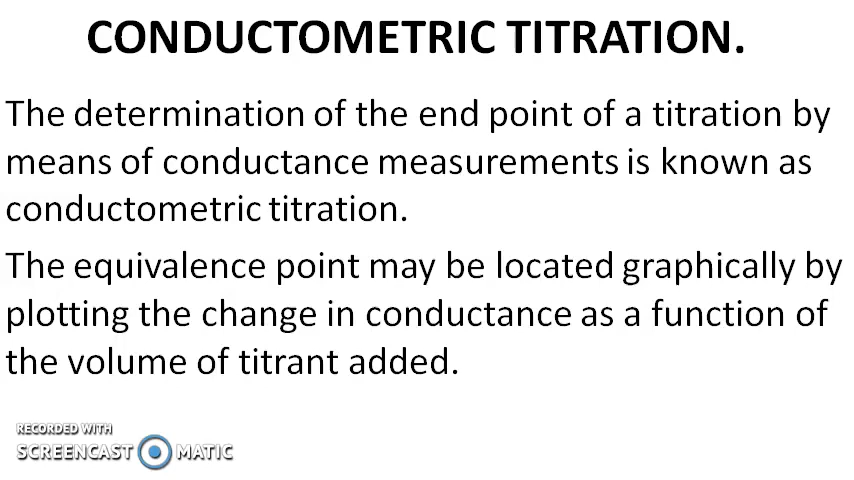 CONDUCTOMETRIC TITRATION.
The determination of the end point of a titration by
means of conductance measurements is known as
conductometric titration.
The equivalence point may be located graphically by
plotting the change in conductance as a function of
the volume of titrant added.
RECORDED WITH
SCREENCAST MATIC